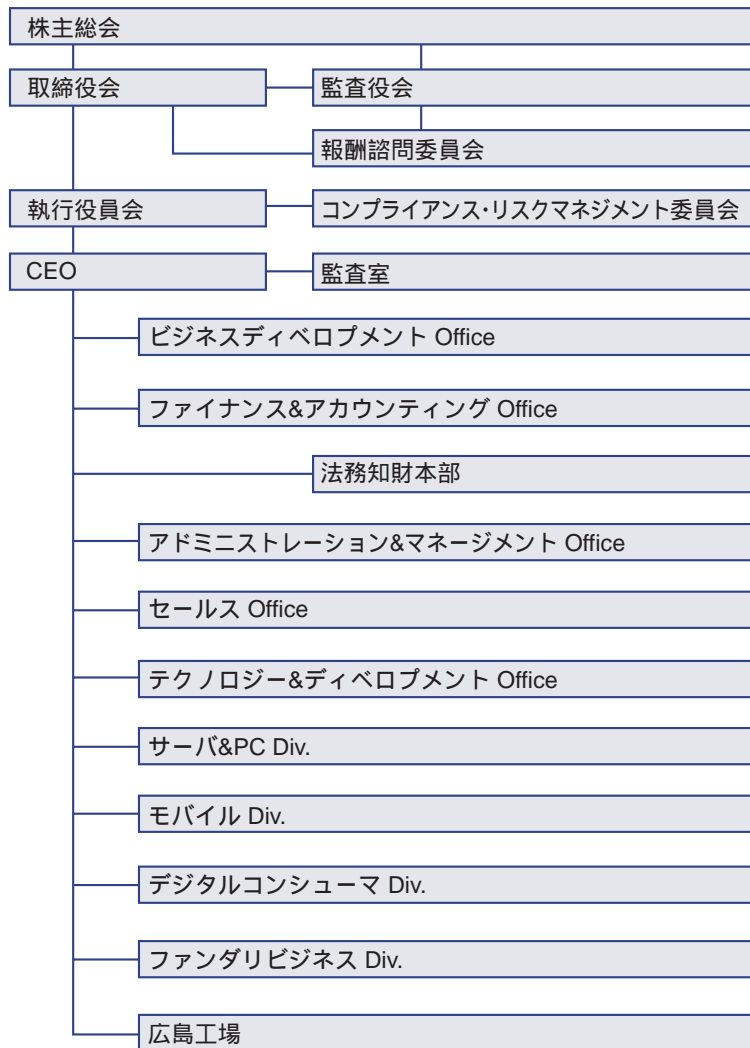 株主総会
取締役会
監査役会
報酬諮問委員会
執行役員会
コンプライアンス・リスクマネジメント委員会
CEO
監査室
ビジネスディベロプメント Office
ファイナンス&アカウンティング Office
法務知財本部
アドミニストレーション&マネージメント Office
セールス Office
テクノロジー&ディベロプメント Office
サーバ&PC Div.
モバイル Div.
デジタルコンシューマ Div.
ファンダリビジネス Div.
広島工場